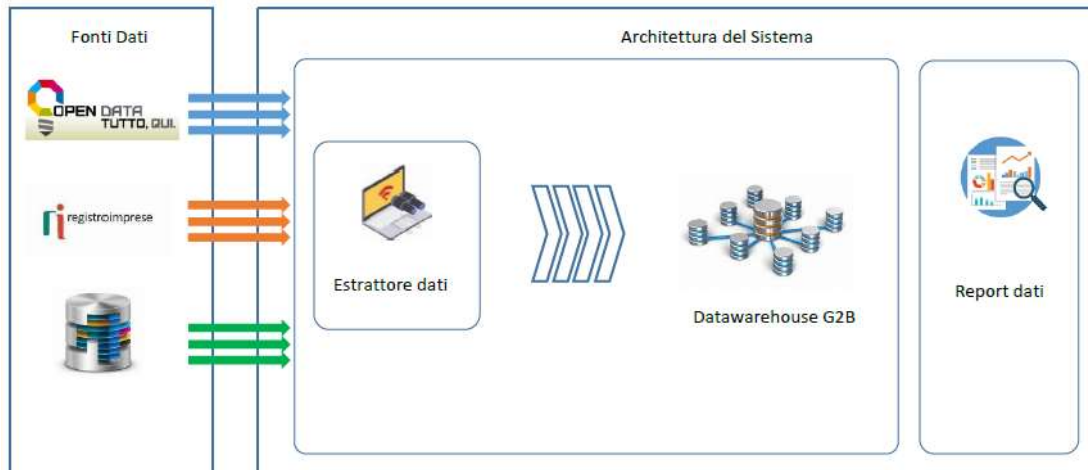 Fonti Dati
Architettura del Sistema
OPEN DATA
TUTTO, QUI.
registroimprese
Estrattore dati
Datawarehouse G2B
Report dati